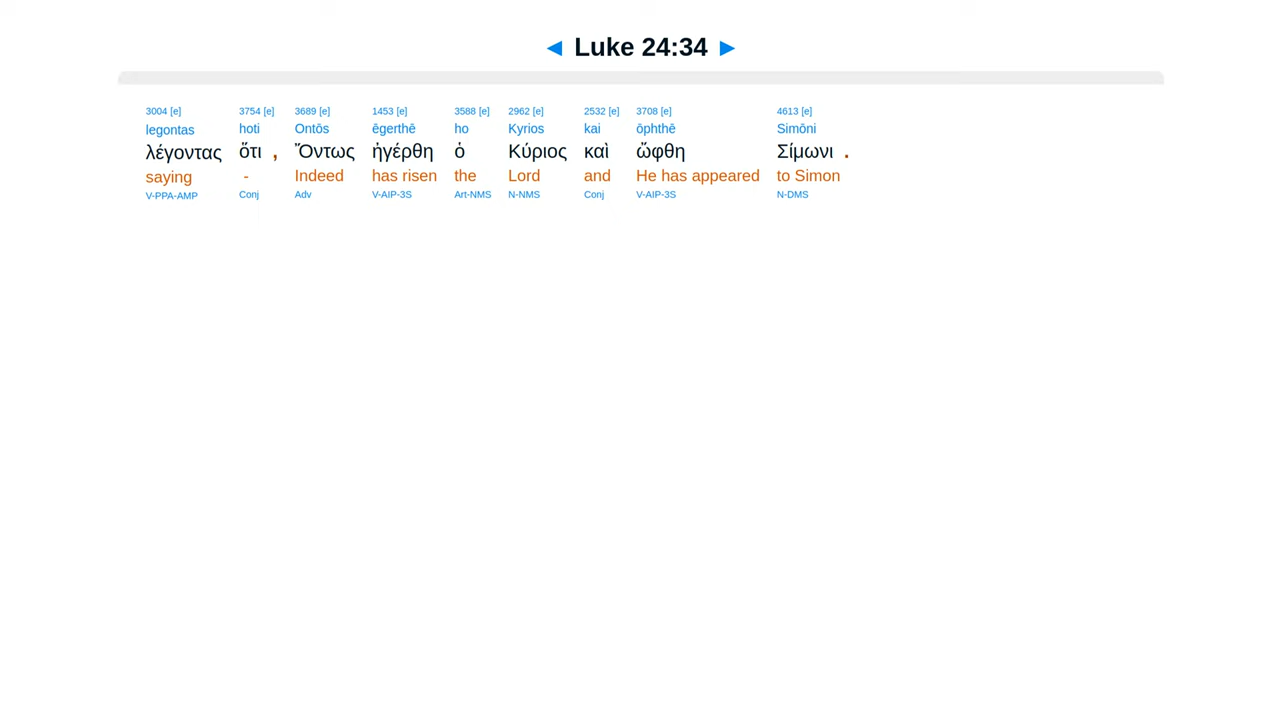 ◄ Luke 24:34 ►
3004 [e] 3754 [e] 3689 [e] 1453 [e] 3588 [e] 2962 [e] 2532 [e] 3708 [e] 4613 [e]
legontas hoti Ontōs ēgerthē ho Kyrios kai ōphthē Simōni
λέγοντας ὅτι , Ὄντως ἠγέρθη ὁ Κύριος καὶ ὤφθη Σίμωνι .
saying - Indeed has risen the Lord and He has appeared to Simon
V-PPA-AMP Conj Adv V-AIP-3S Art-NMS N-NMS Conj V-AIP-3S N-DMS